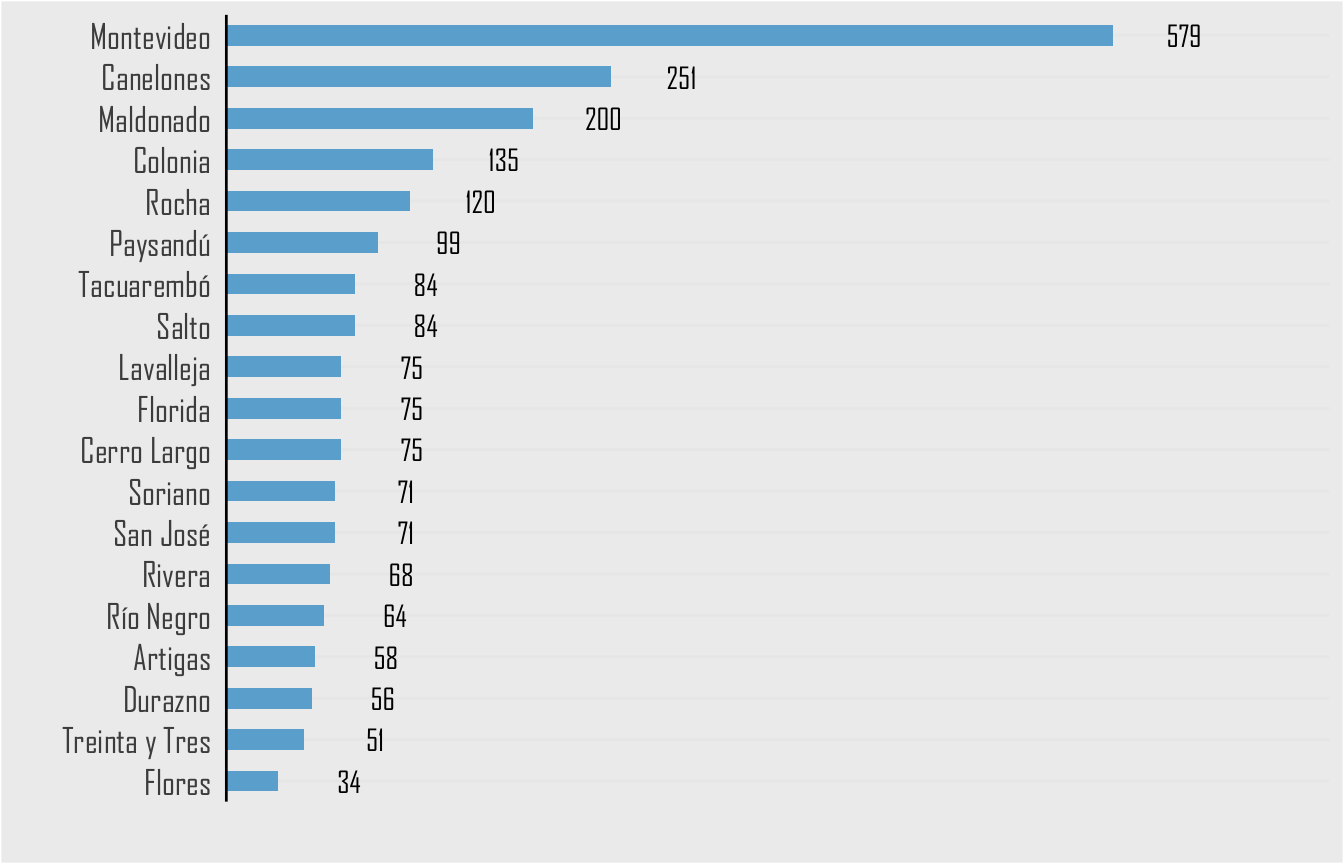 Montevideo 579
Canelones 251
Maldonado 200
Colonia 135
Rocha 120
Paysandú 99
Tacuarembó 84
Salto 84
Lavalleja 75
Florida 75
Cerro Largo 75
Soriano 71
San José 71
Rivera 68
Río Negro 64
Artigas 58
Durazno 56
Treinta y Tres 51
Flores 34